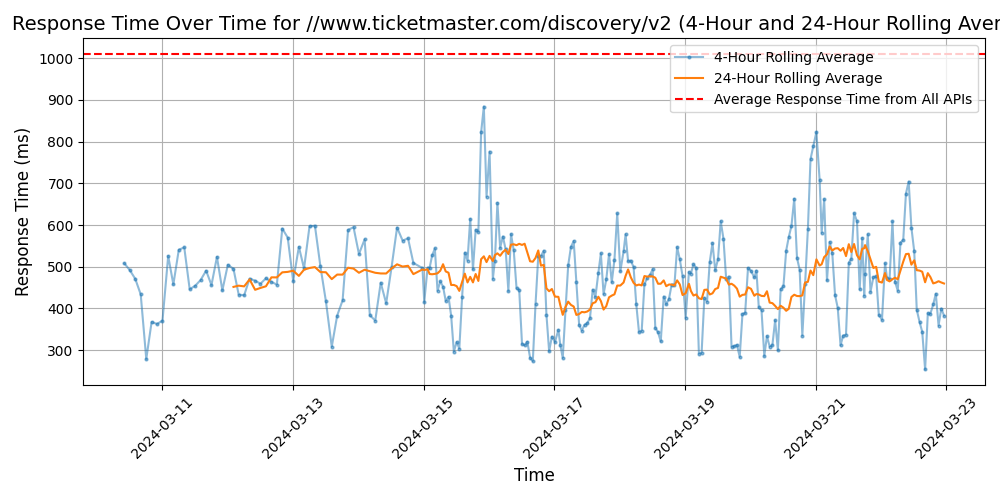 Response Time Over Time for //www.ticketmaster.com/discovery/v2 (4-Hour and 24-Hour Rolling Aver
4-Hour Rolling Average
24-Hour Rolling Average
Average Response Time from All APIs
Response Time (ms)
1000
900
800
700
600
500
400
300
2024-03-11
2024-03-13
2024-03-15
2024-03-17
2024-03-19
2024-03-21
2024-03-23
Time